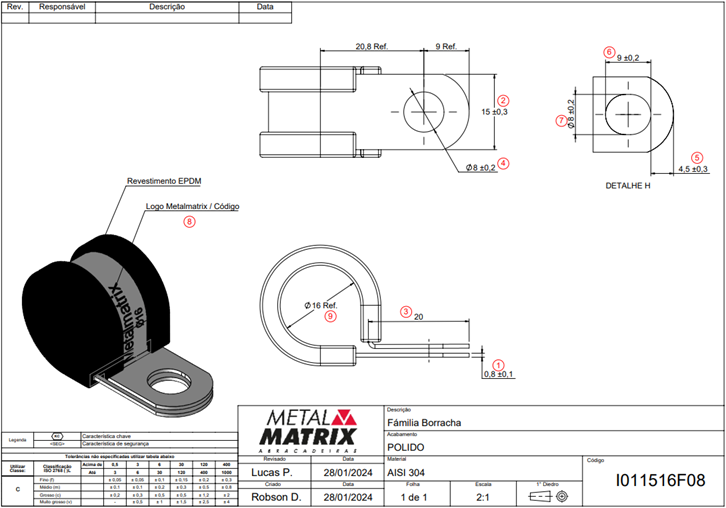 Rev. Responsável Descrição Data
20,8 Ref. 9 Ref.
15 ±0,3 2
Ø8 ±0,2 4
6
9 ±0,2
7 Ø8 ±0,2
5
4,5 ±0,3
DETALHE H
Revestimento EPDM
Logo Metalmatrix / Código
8
Metalmatrix
Ø16
Ø16 Ref.
9
3
20
1
0,8 ±0,1
Legenda Característica chave
<SEG> Característica de segurança
Tolerâncias não especificadas utilizar tabela abaixo
Utilizar Classe: Classificação ISO 2768 ( )L Acima de 0,5 3 6 30 120 400
Até 3 6 30 120 400 1000
C
Fino (f) ± 0,05 ± 0,05 ± 0,1 ± 0,15 ± 0,2 ± 0,3
Médio (m) ± 0,1 ± 0,1 ± 0,2 ± 0,3 ± 0,5 ± 0,8
Grosso (c) ± 0,2 ± 0,3 ± 0,5 ± 0,5 ± 1,2 ± 2
Muito grosso (v) - ± 0,5 ± 1 ± 1,5 ± 2,5 ± 4
METAL
MATRIX
ABRAÇADEIRAS
Descrição
Fámilia Borracha
Acabamento
POLIDO
Revisado Material
Lucas P. 28/01/2024 AISI 304
Criado Folha Escala 1° Diedro
Robson D. 28/01/2024 1 de 1 2:1
Código
I011516F08